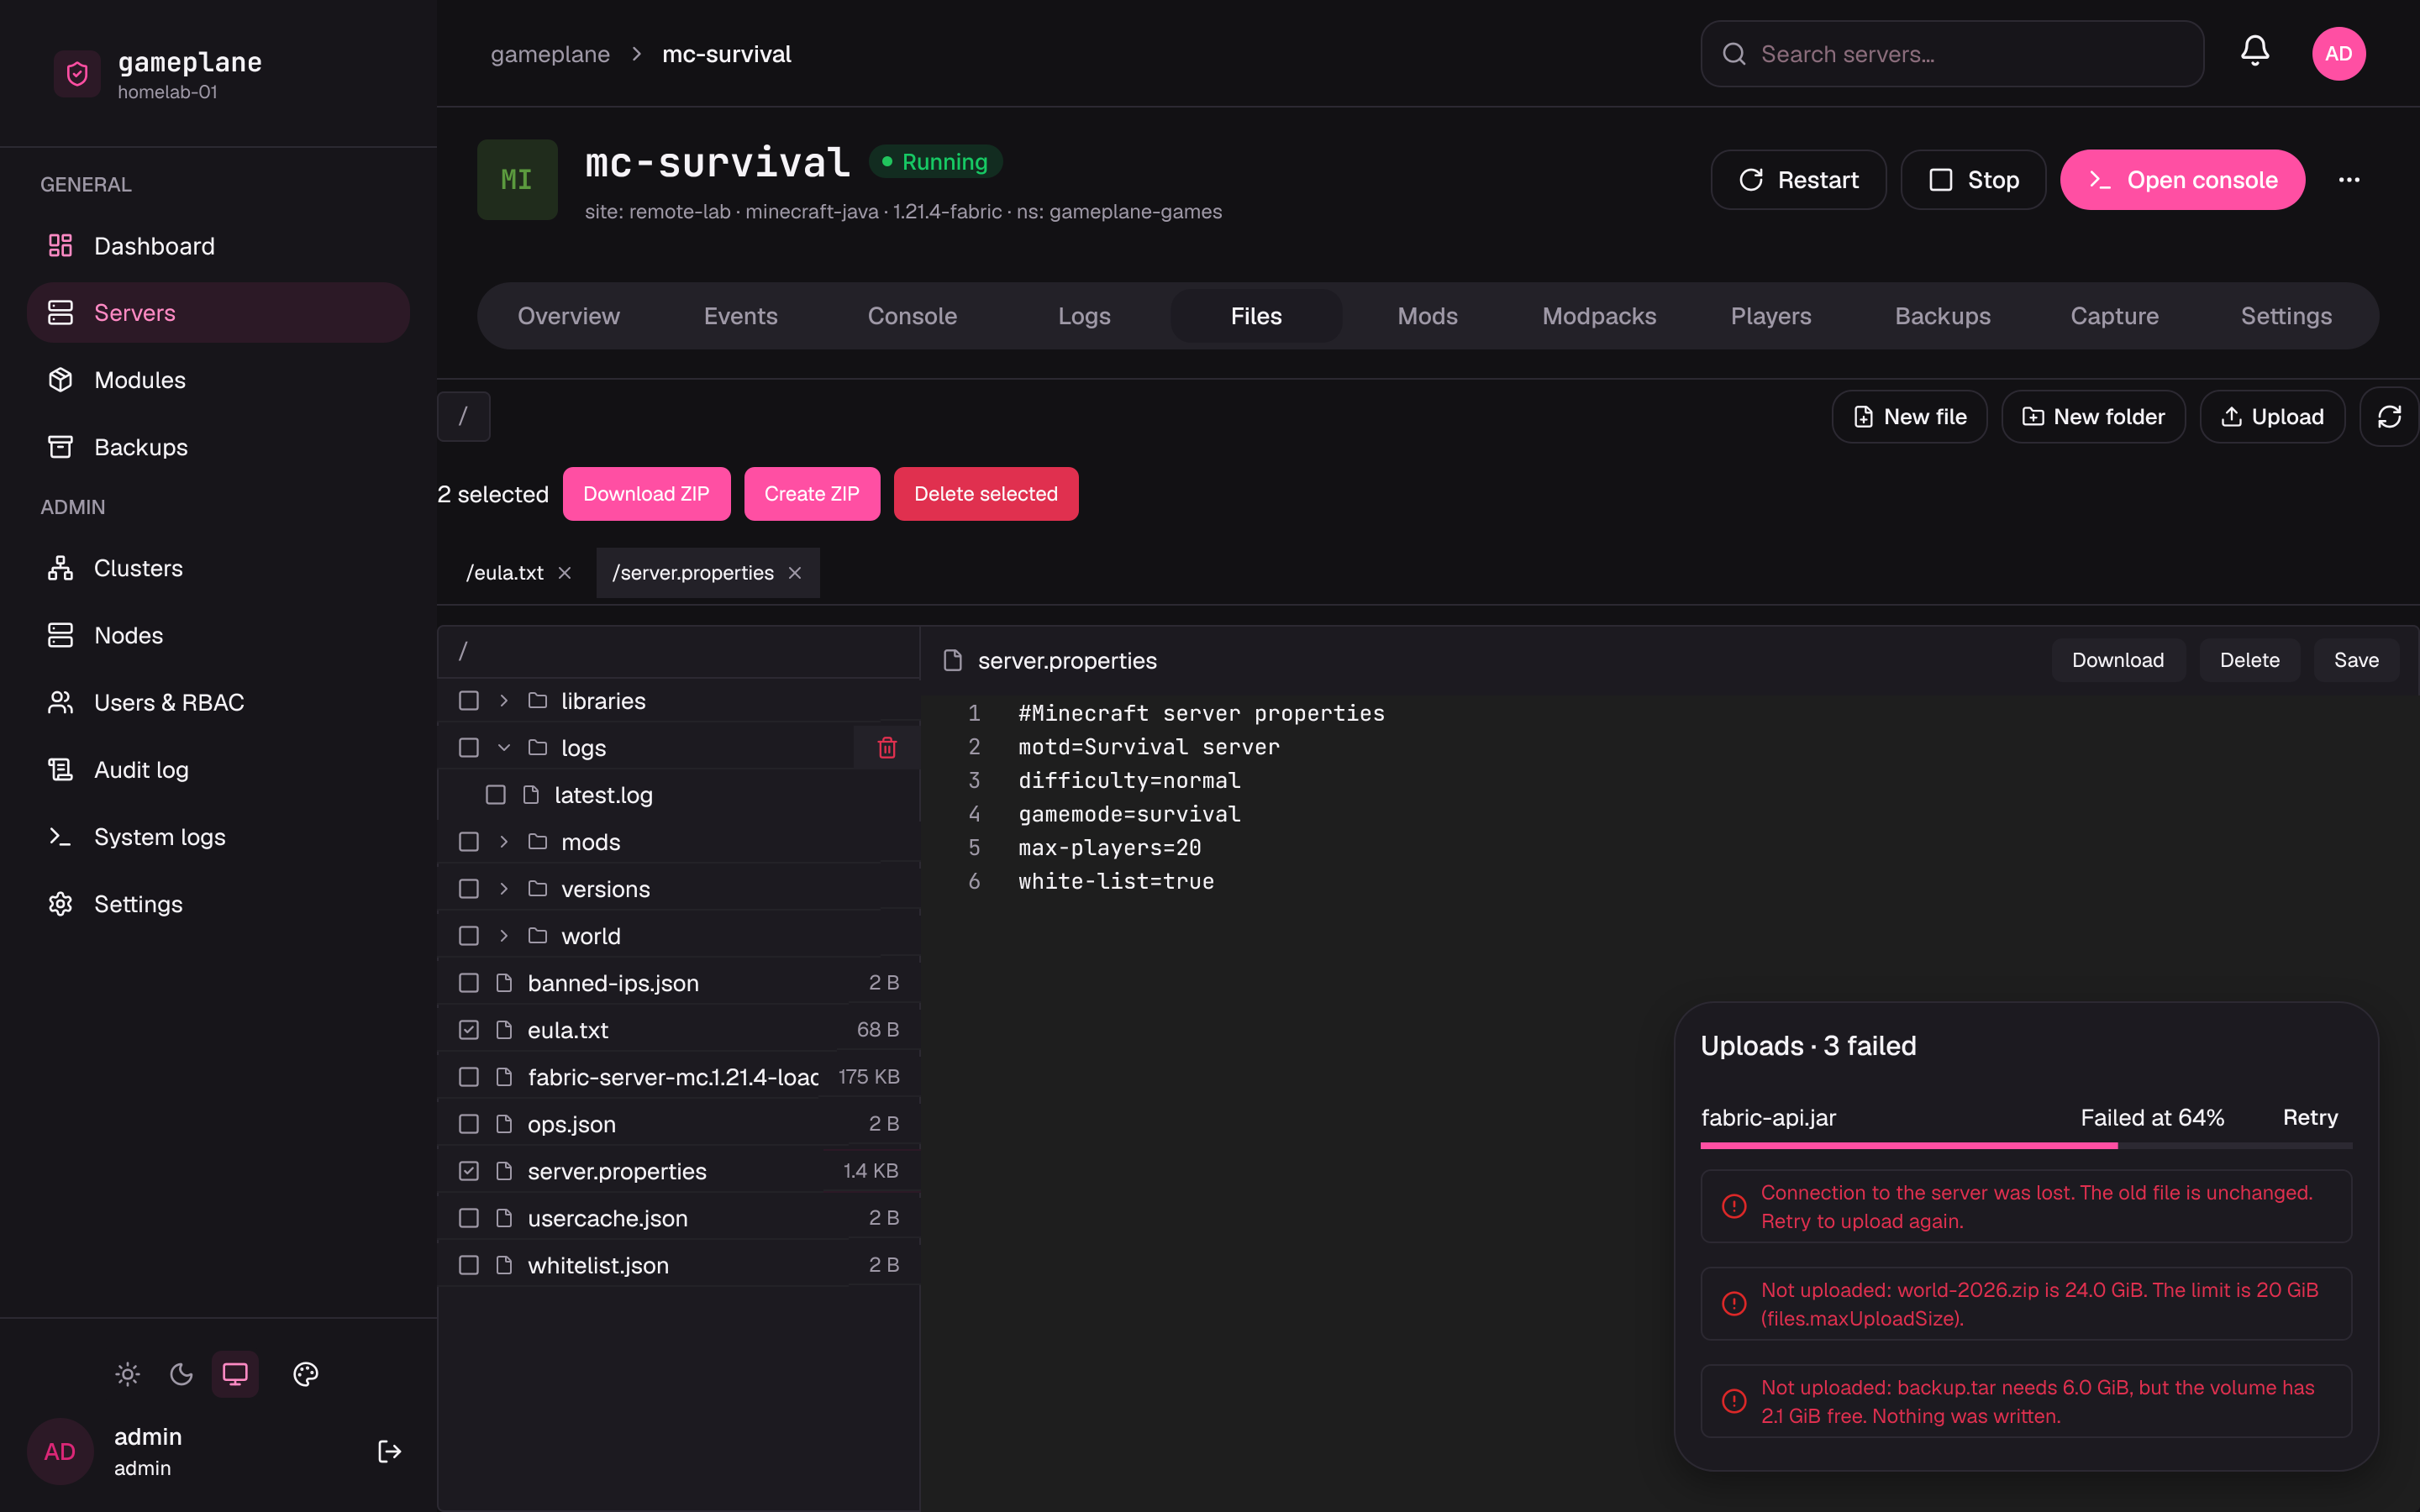 gameplane
homelab-01
GENERAL
Dashboard
Servers
Modules
Backups
ADMIN
Clusters
Nodes
Users & RBAC
Audit log
System logs
Settings
AD
admin
admin
gameplane
mc-survival
Search servers...
AD
MI
mc-survival
Running
site: remote-lab · minecraft-java · 1.21.4-fabric · ns: gameplane-games
Restart
Stop
Open console
Overview
Events
Console
Logs
Files
Mods
Modpacks
Players
Backups
Capture
Settings
/
New file
New folder
Upload
2 selected
Download ZIP
Create ZIP
Delete selected
/eula.txt
/server.properties
/
libraries
logs
latest.log
mods
versions
world
banned-ips.json 2 B
eula.txt 68 B
fabric-server-mc.1.21.4-load 175 KB
ops.json 2 B
server.properties 1.4 KB
usercache.json 2 B
whitelist.json 2 B
server.properties
Download
Delete
Save
1 #Minecraft server properties
2 motd=Survival server
3 difficulty=normal
4 gamemode=survival
5 max-players=20
6 white-list=true
Uploads · 3 failed
fabric-api.jar
Failed at 64%
Retry
Connection to the server was lost. The old file is unchanged.
Retry to upload again.
Not uploaded: world-2026.zip is 24.0 GiB. The limit is 20 GiB
(files.maxUploadSize).
Not uploaded: backup.tar needs 6.0 GiB, but the volume has
2.1 GiB free. Nothing was written.